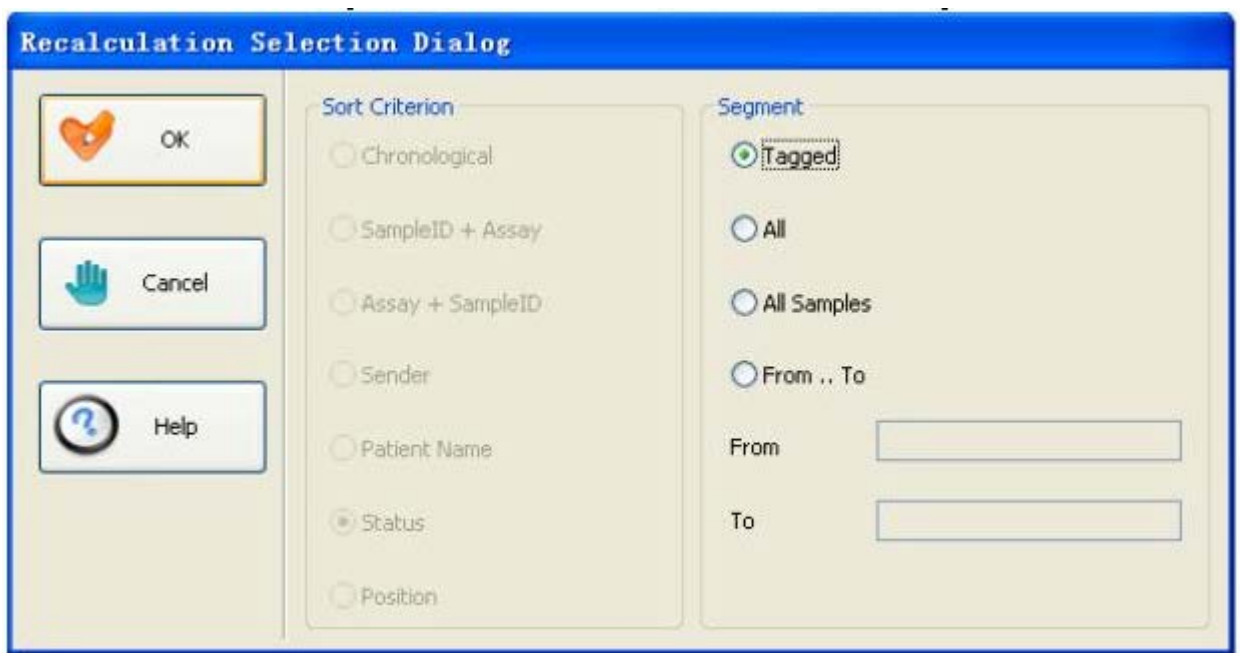 Recalculation Selection Dialog
OK
Cancel
Help
Sort Criterion
Chronological
SampleID + Assay
Assay + SampleID
Sender
Patient Name
Status
Position
Segment
Tagged
All
All Samples
From .. To
From
To